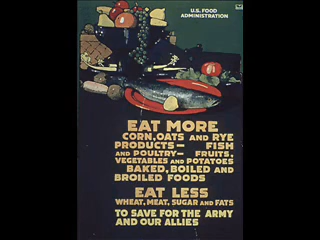 U.S. FOOD
ADMINISTRATION
EAT MORE
CORN, OATS AND RYE
PRODUCTS— FISH
AND POULTRY— FRUITS,
VEGETABLES AND POTATOES
BAKED, BOILED AND
BROILED FOODS
EAT LESS
WHEAT, MEAT, SUGAR AND FATS
TO SAVE FOR THE ARMY
AND OUR ALLIES